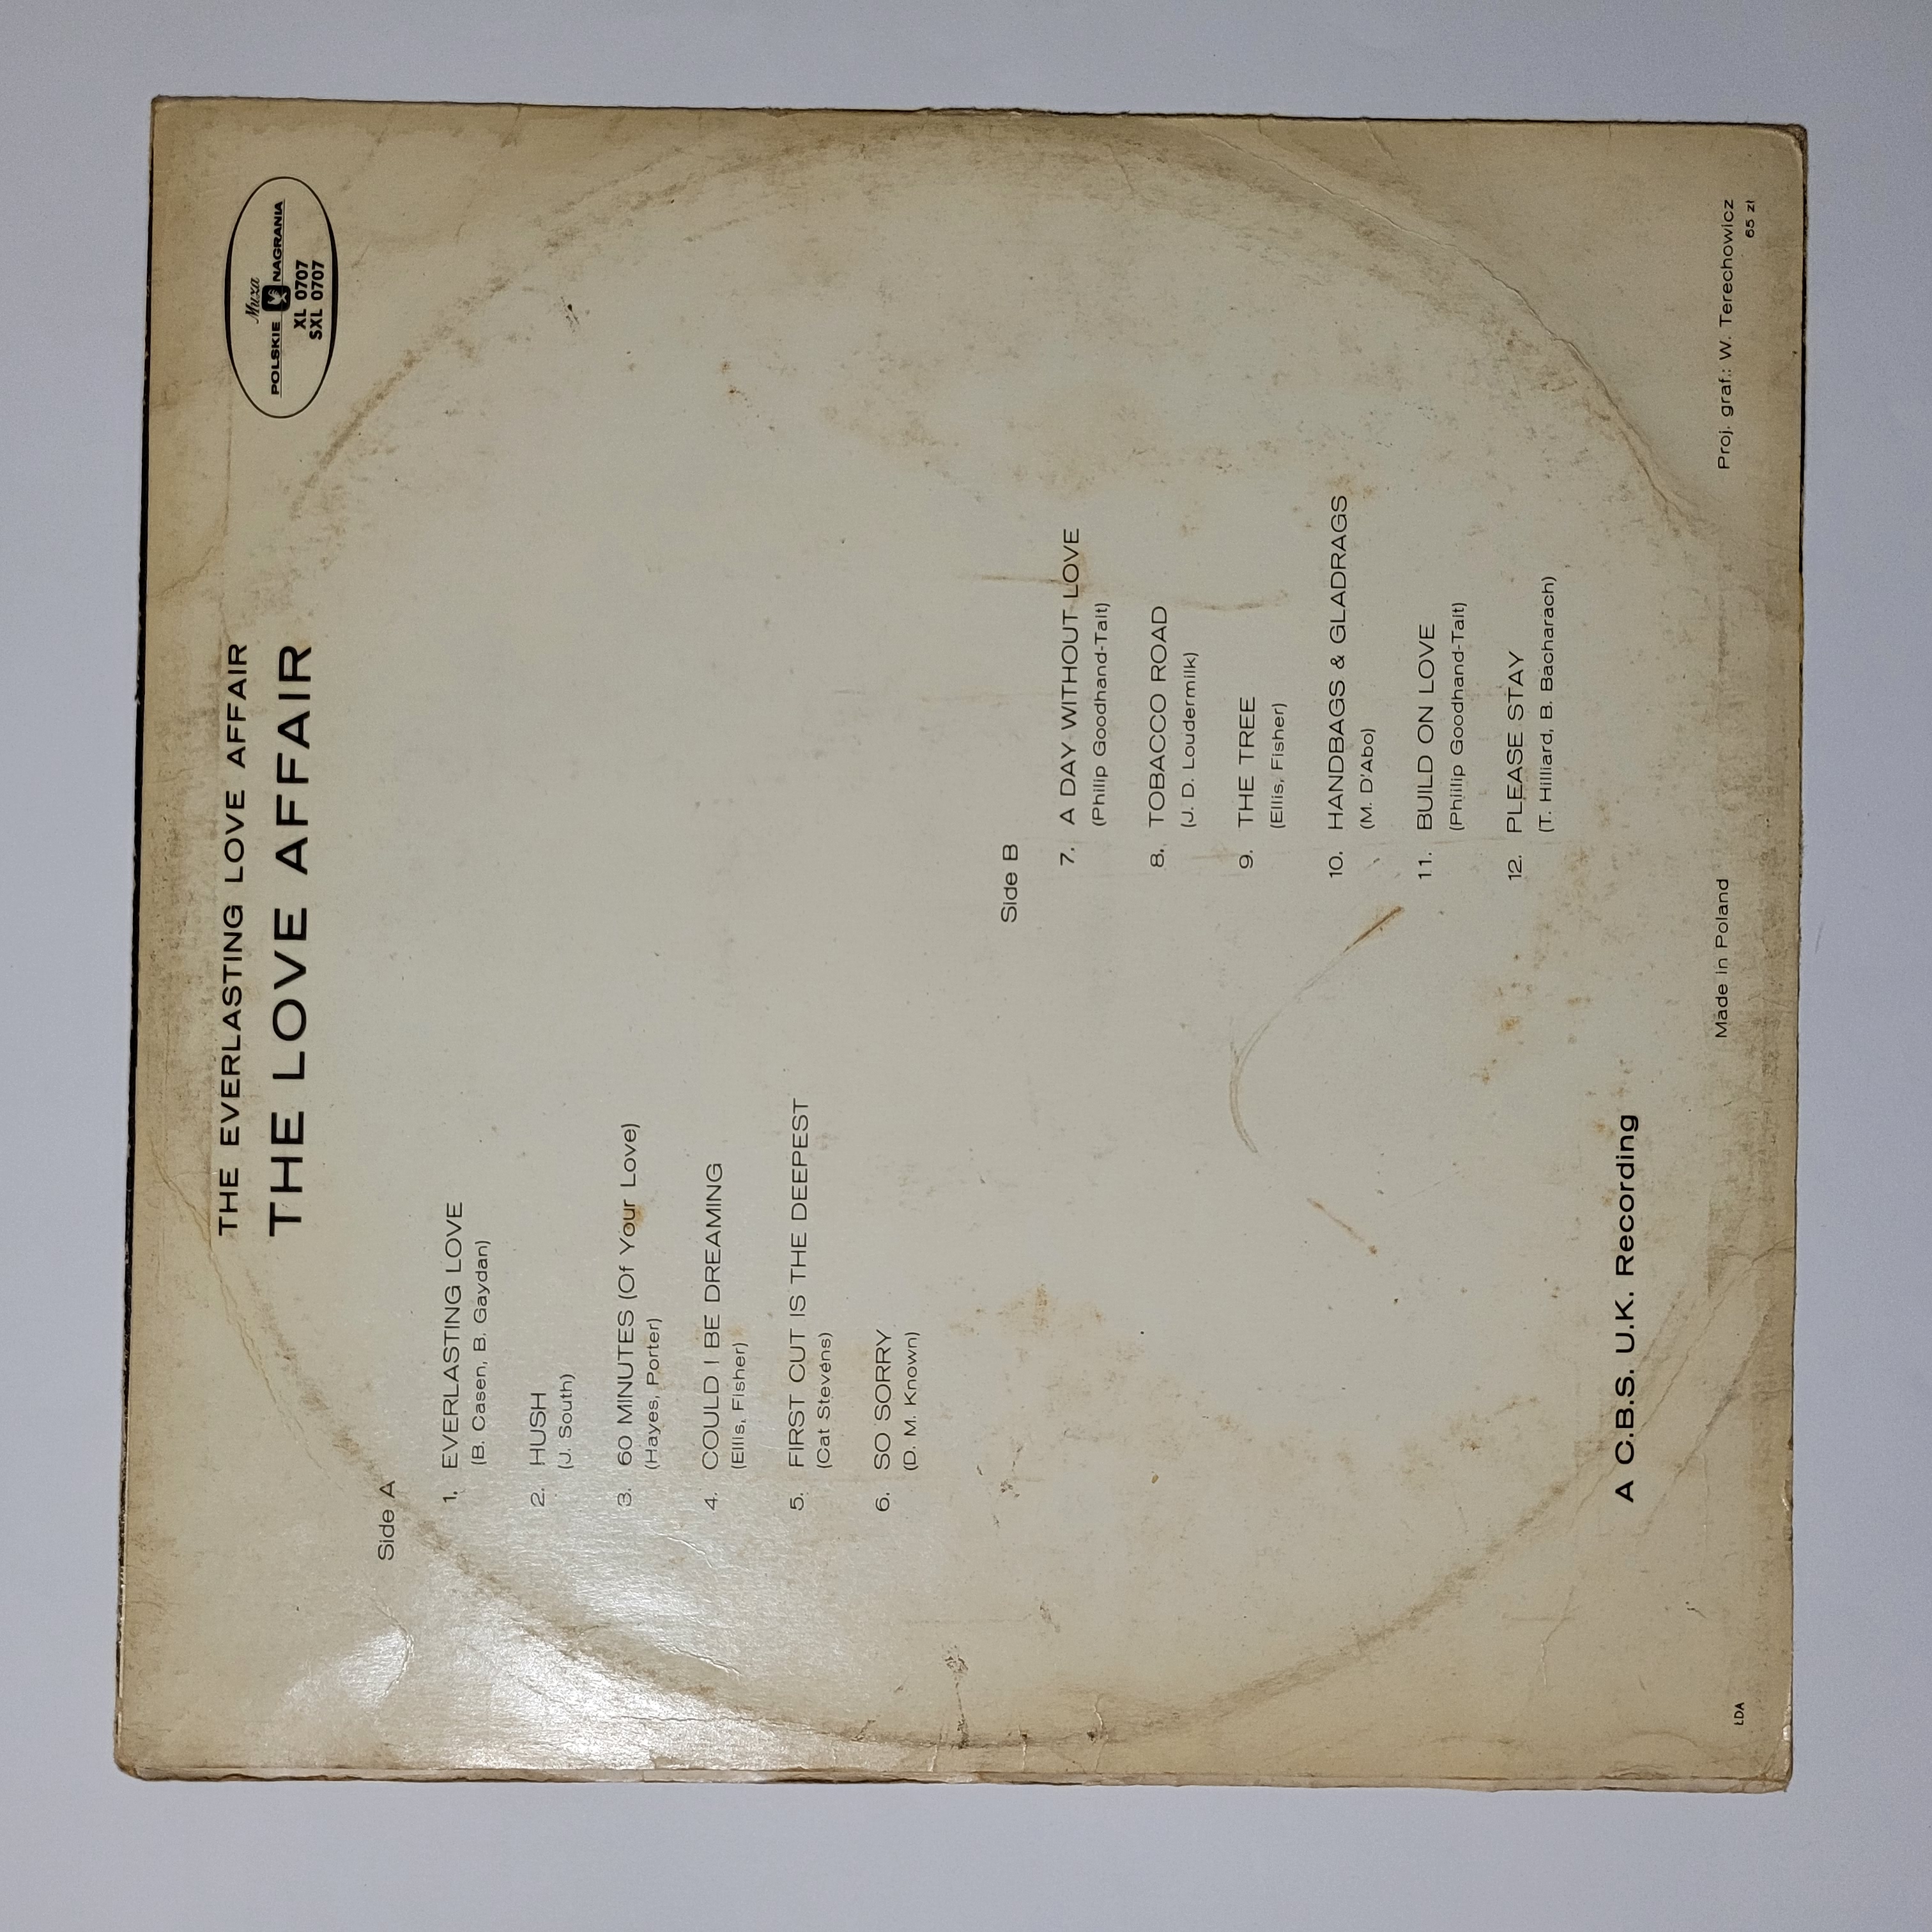 THE EVERLASTING LOVE AFFAIR
THE LOVE AFFAIR
Muza
POLSKIE NAGRANIA
XL 0707
SXL 0707
Side A
1. EVERLASTING LOVE
(B. Casen, B. Gaydan)
2. HUSH
(J. South)
3. 60 MINUTES (Of Your Love)
(Hayes, Porter)
4. COULD I BE DREAMING
(Ellis, Fisher)
5. FIRST CUT IS THE DEEPEST
(Cat Stevens)
6. SO SORRY
(D. M. Known)
Side B
7. A DAY WITHOUT LOVE
(Philip Goodhand-Tait)
8. TOBACCO ROAD
(J. D. Loudermilk)
9. THE TREE
(Ellis, Fisher)
10. HANDBAGS & GLADRAGS
(M. D'Abo)
11. BUILD ON LOVE
(Phiilip Goodhand-Tait)
12. PLEASE STAY
(T. Hilliard, B. Bacharach)
A C.B.S. U.K. Recording
ŁDA
Made in Poland
Proj. graf.: W. Terechowicz
65 zł